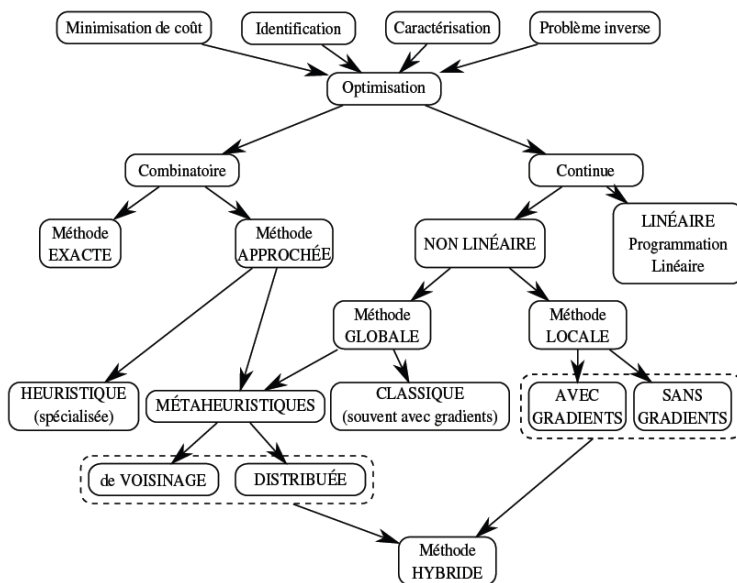 Minimisation de coût
Identification
Caractérisation
Problème inverse
Optimisation
Combinatoire
Continue
Méthode
EXACTE
Méthode
APPROCHÉE
NON LINÉAIRE
LINÉAIRE
Programmation
Linéaire
Méthode
GLOBALE
Méthode
LOCALE
HEURISTIQUE
(spécialisée)
MÉTAHEURISTIQUES
CLASSIQUE
(souvent avec gradients)
AVEC
GRADIENTS
SANS
GRADIENTS
de VOISINAGE
DISTRIBUÉE
Méthode
HYBRIDE